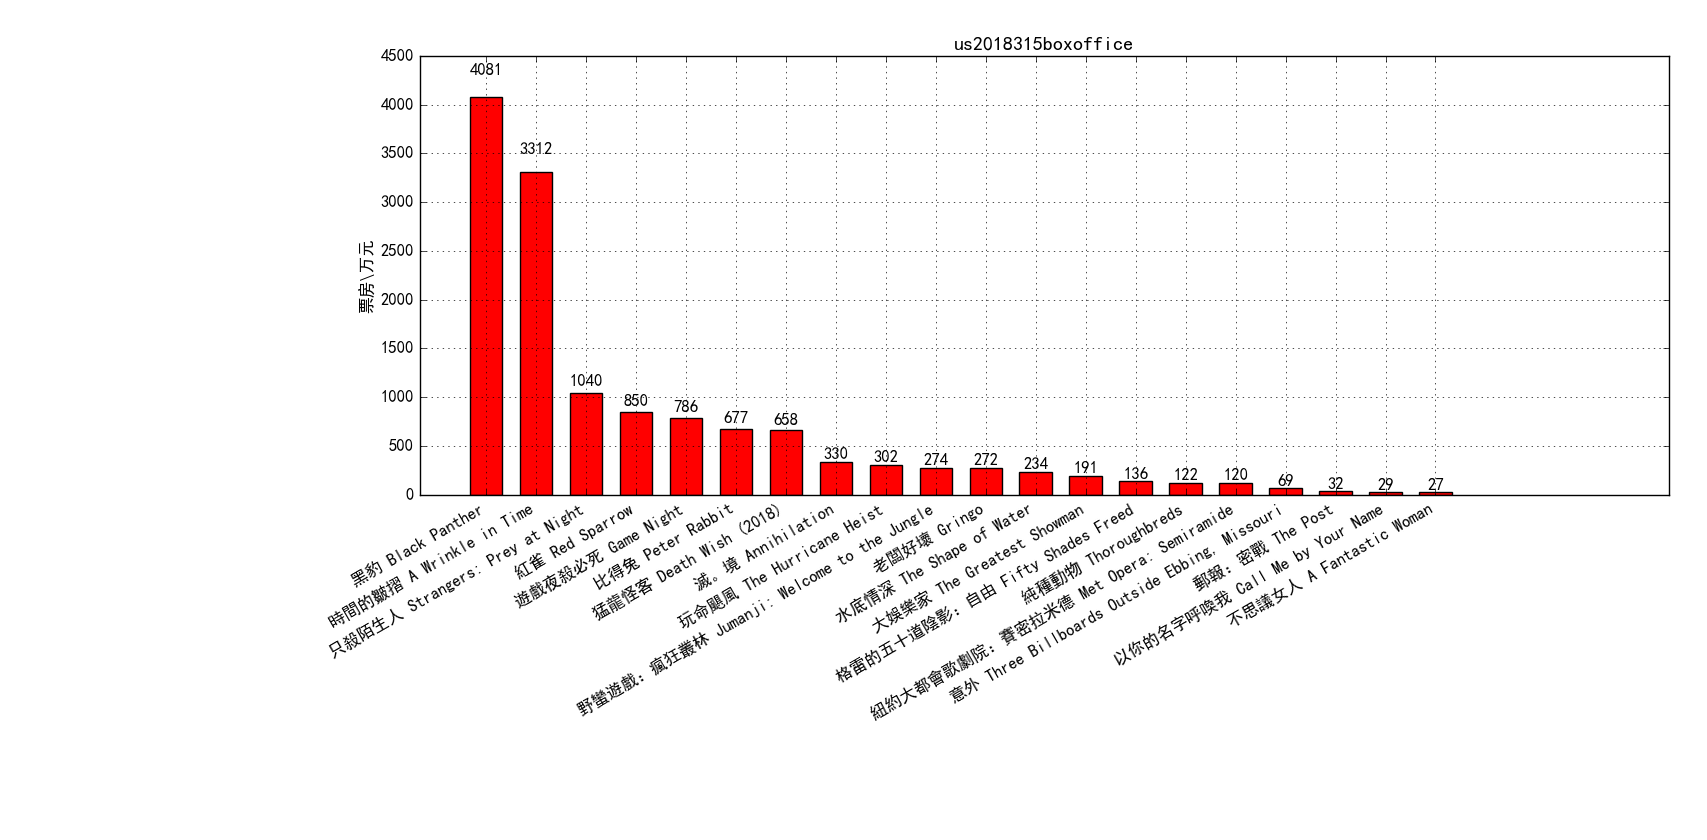 us2018315boxoffice
票房\万元
4500
4000
3500
3000
2500
2000
1500
1000
500
0
4081
3312
1040
850
786
677
658
330
302
274
272
234
191
136
122
120
69
32
29
27
黑豹 Black Panther
時間的皺摺 A Wrinkle in Time
只殺陌生人 Strangers: Prey at Night
紅雀 Red Sparrow
遊戲夜殺必死 Game Night
比得兔 Peter Rabbit
猛龍怪客 Death Wish (2018)
滅。境 Annihilation
玩命颶風 The Hurricane Heist
野蠻遊戲: 瘋狂叢林 Jumanji: Welcome to the Jungle
老闆好壞 Gringo
水底情深 The Shape of Water
大娛樂家 The Greatest Showman
格雷的五十道陰影: 自由 Fifty Shades Freed
純種動物 Thoroughbreds
紐約大都會歌劇院: 賽密拉米德 Met Opera: Semiramide
意外 Three Billboards Outside Ebbing, Missouri
郵報: 密戰 The Post
以你的名字呼喚我 Call Me by Your Name
不思議女人 A Fantastic Woman